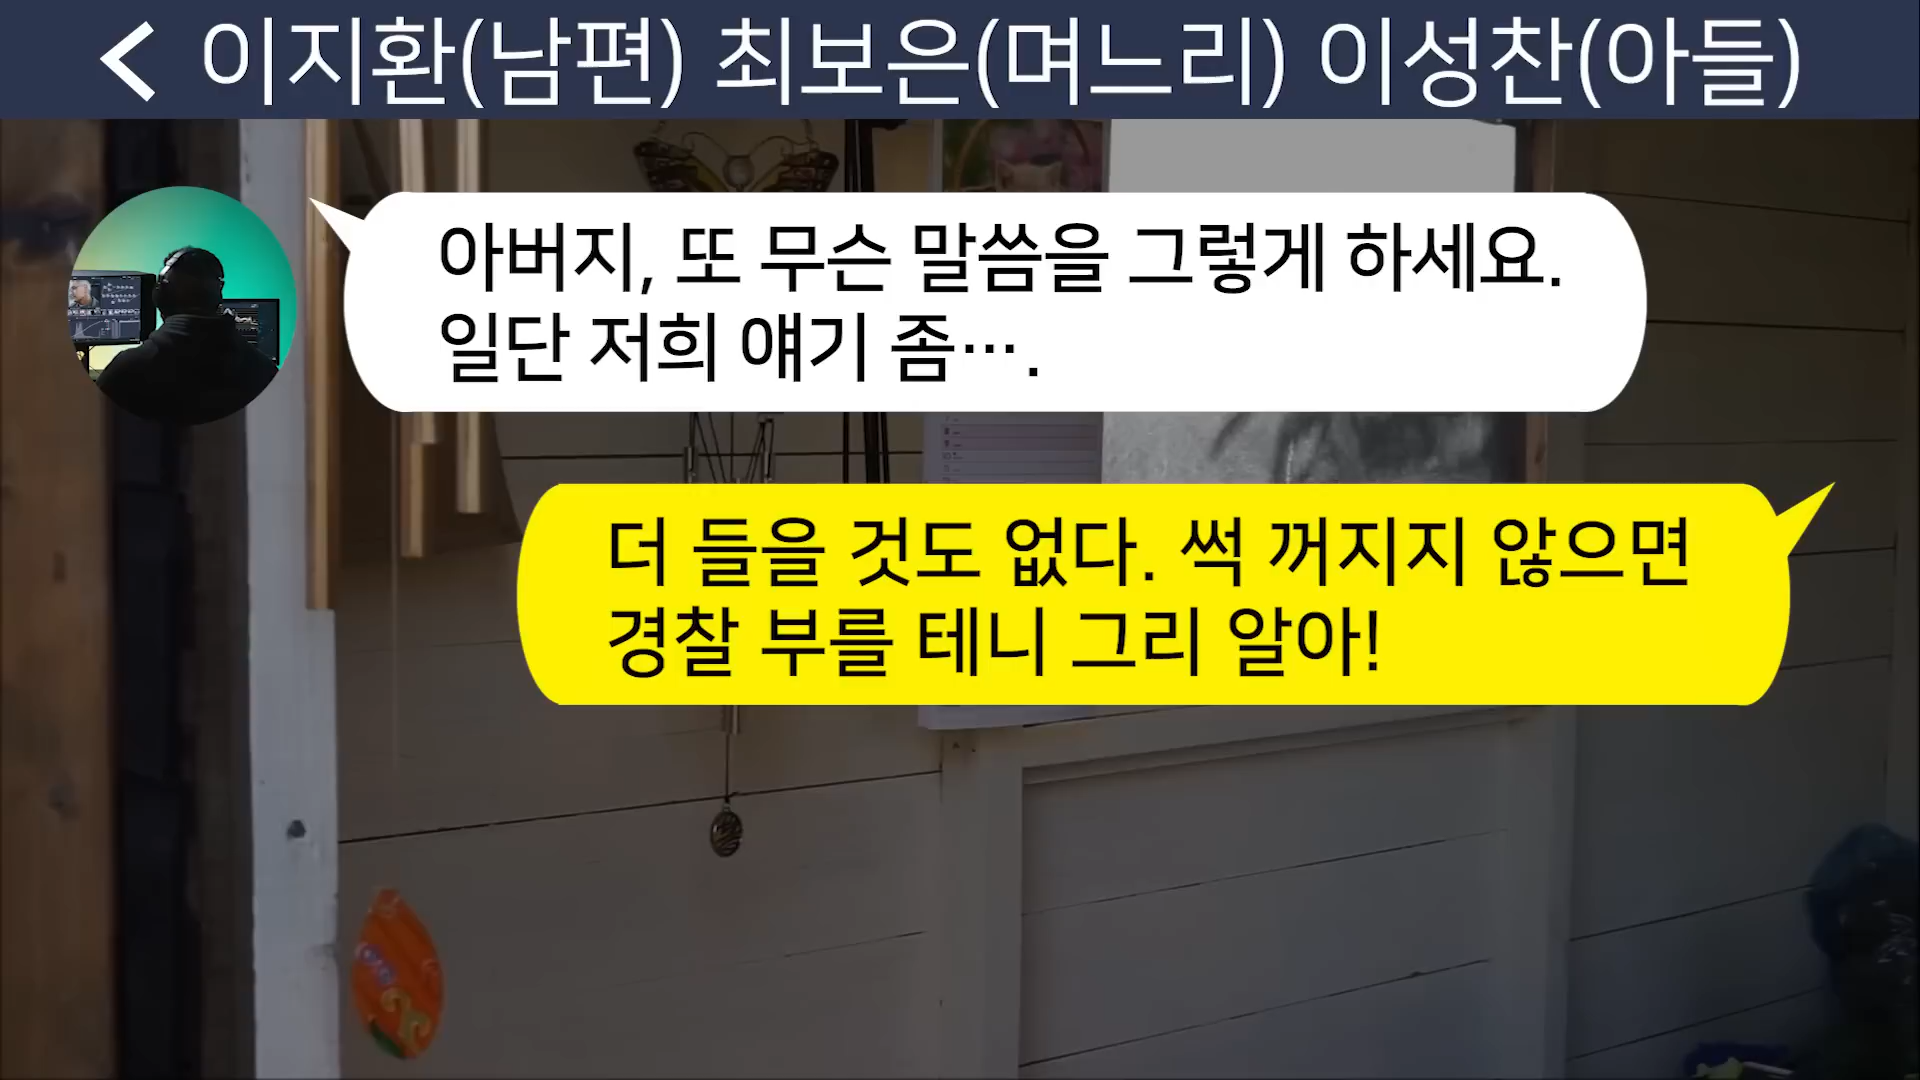 이지환(남편) 최보은(며느리) 이성찬(아들)
아버지, 또 무슨 말씀을 그렇게 하세요.
일단 저희 얘기 좀….
더 들을 것도 없다. 썩 꺼지지 않으면
경찰 부를 테니 그리 알아!